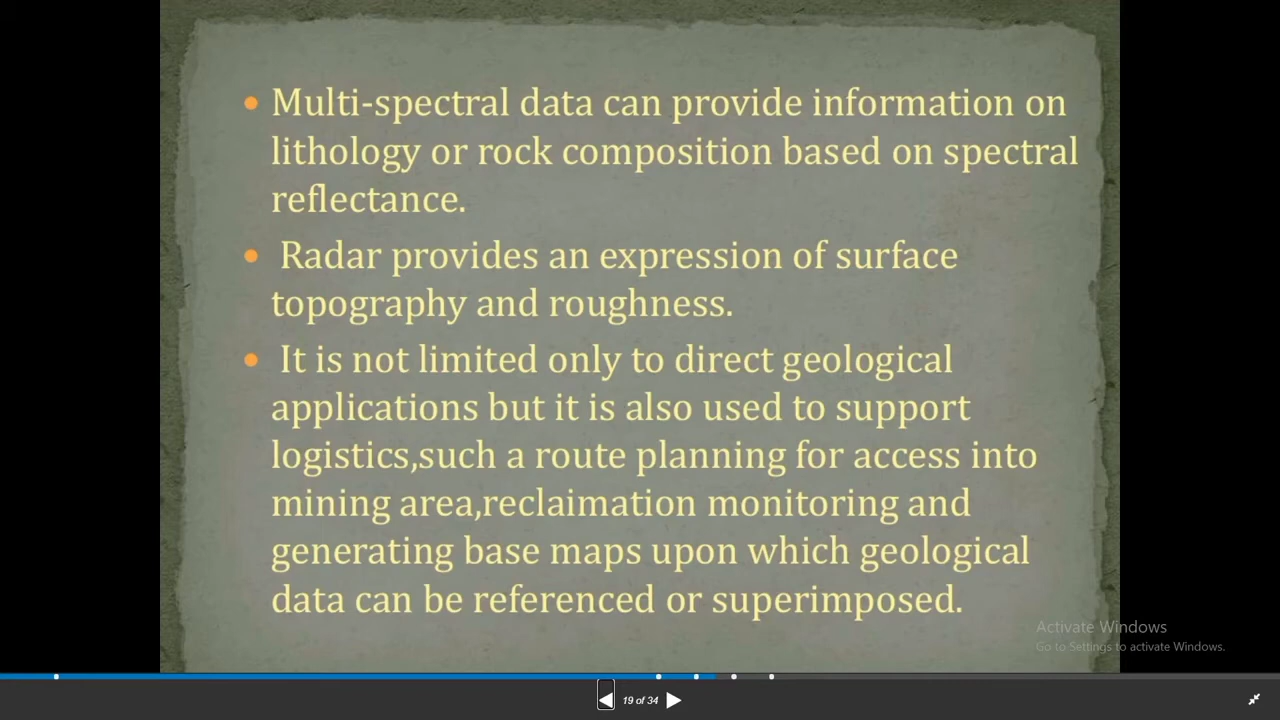 • Multi-spectral data can provide information on
lithology or rock composition based on spectral
reflectance.
• Radar provides an expression of surface
topography and roughness.
• It is not limited only to direct geological
applications but it is also used to support
logistics,such a route planning for access into
mining area,reclaimation monitoring and
generating base maps upon which geological
data can be referenced or superimposed.
Activate Windows
Go to Settings to activate Windows.
19 of 34